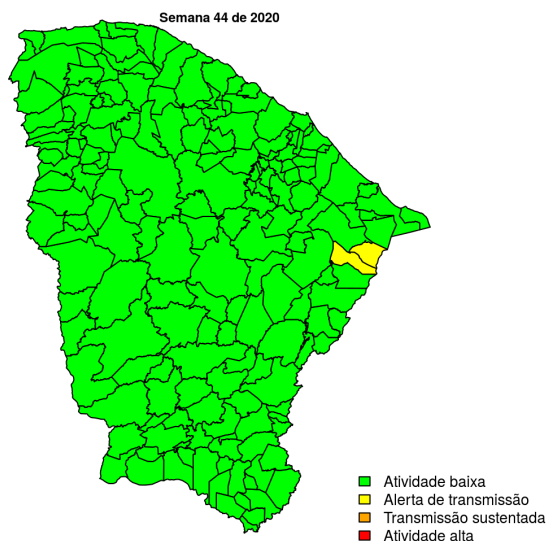 Semana 44 de 2020
Atividade baixa
Alerta de transmissão
Transmissão sustentada
Atividade alta